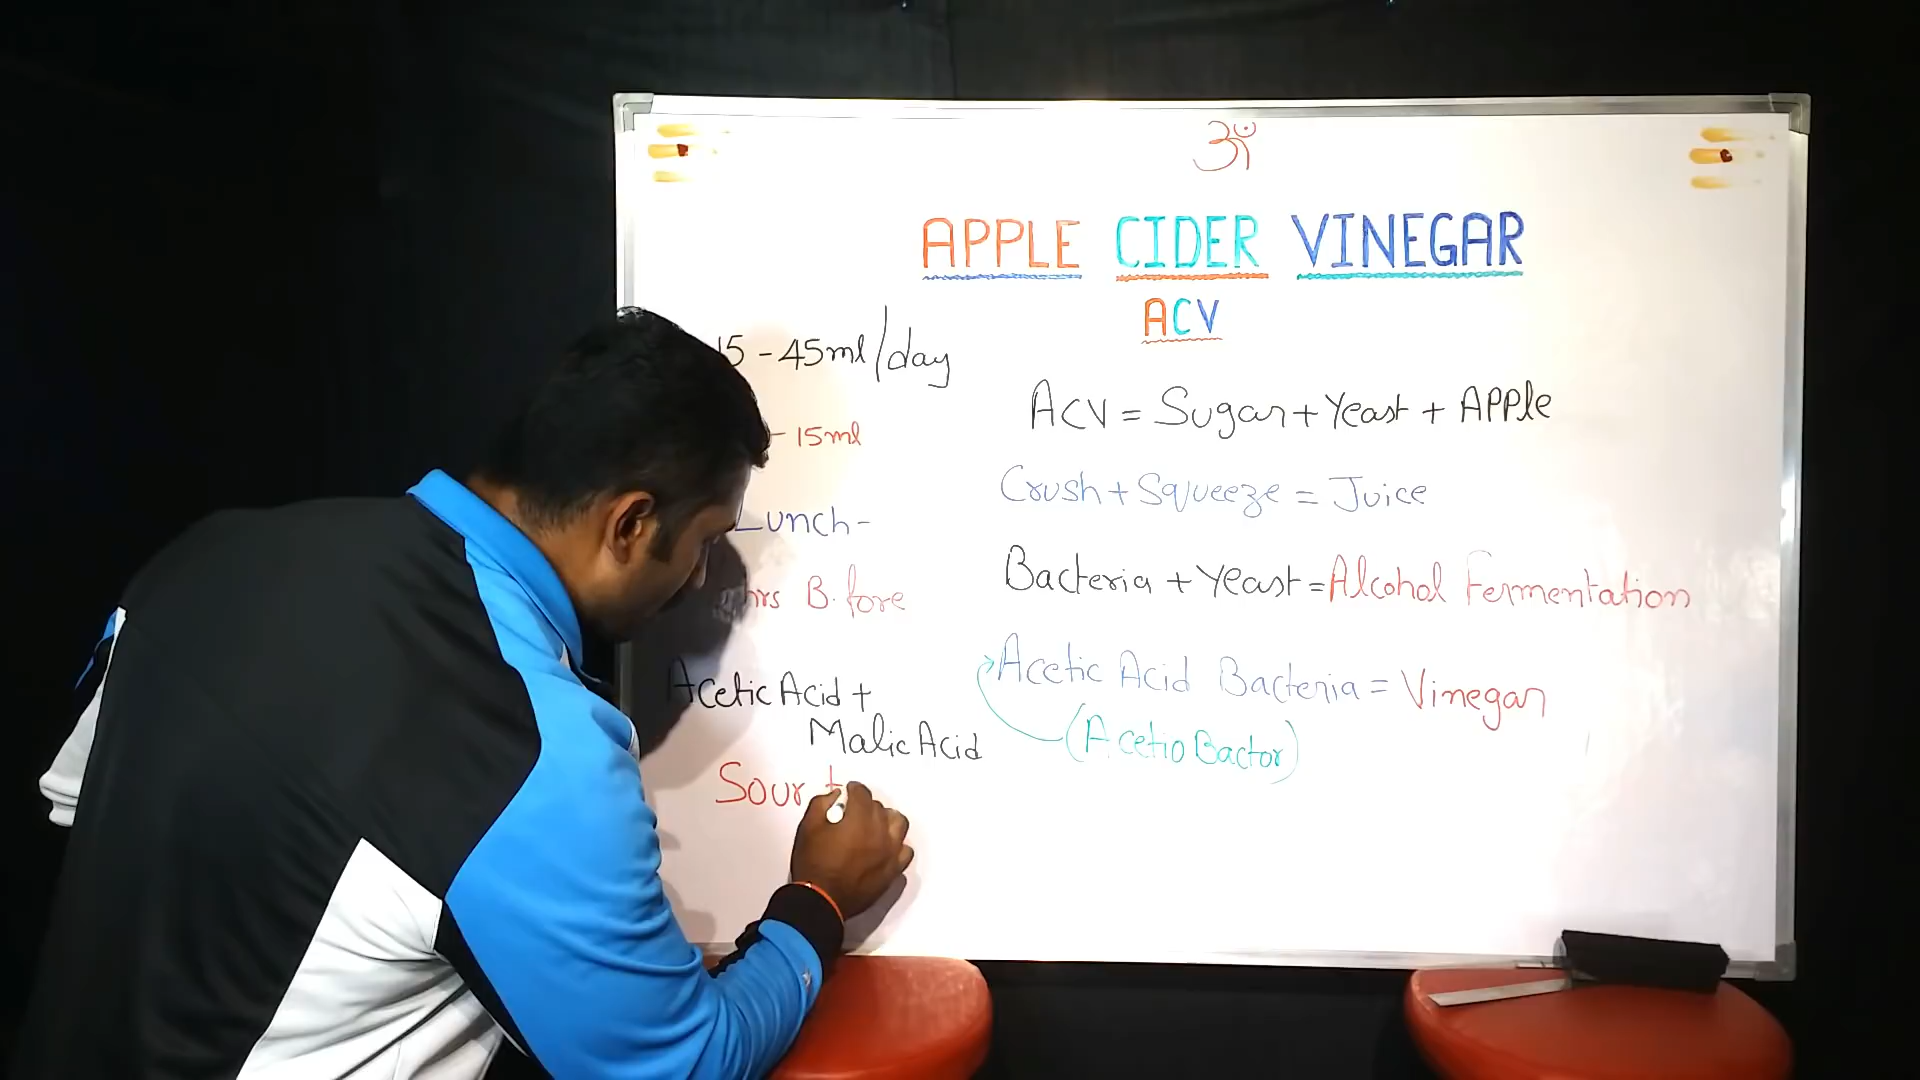 ॐ
APPLE CIDER VINEGAR
ACV
15-45ml/day
- 15ml
Lunch-
hrs B.fore
Acetic Acid +
Malic Acid
Sour t
ACV = Sugar + Yeast + APPle
Crush + Squeeze = Juice
Bacteria + Yeast = Alcohol Fermentation
Acetic Acid Bacteria = Vinegar
(Acetio Bactor)